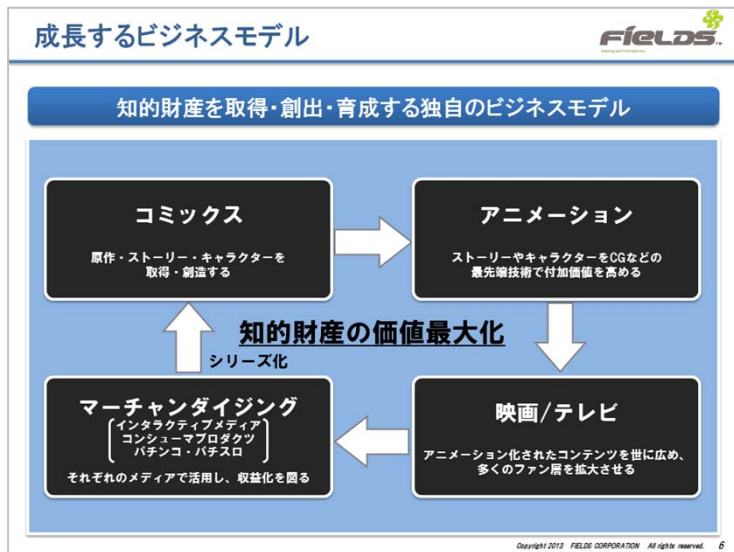 成長するビジネスモデル
FIELDS
知的財産を取得・創出・育成する独自のビジネスモデル
コミックス
原作・ストーリー・キャラクターを
取得・創造する
アニメーション
ストーリーやキャラクターをCGなどの
最先端技術で付加価値を高める
知的財産の価値最大化
シリーズ化
マーチャンダイジング
インタラクティブメディア
コンシューマプロダクツ
パチンコ・パチスロ
それぞれのメディアで活用し、収益化を図る
映画/テレビ
アニメーション化されたコンテンツを世に広め、
多くのファン層を拡大させる
Copyright 2013 FIELDS CORPORATION All rights reserved. 6